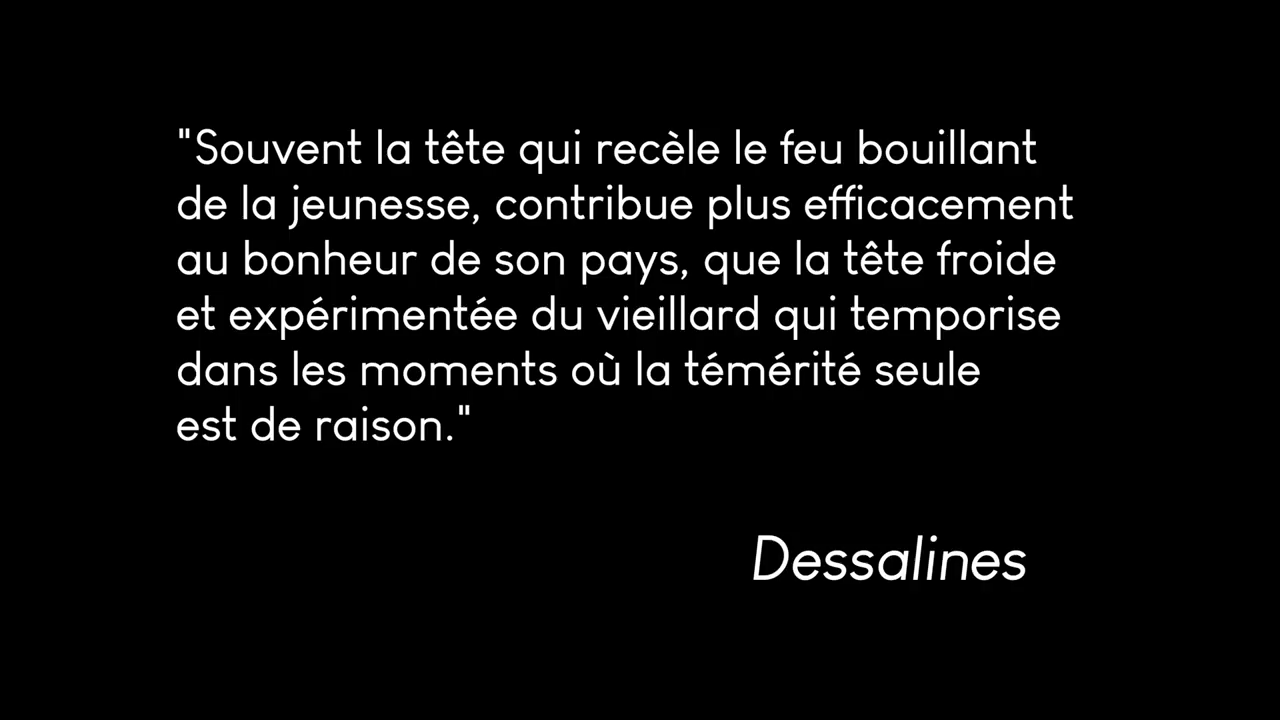 "Souvent la tête qui recèle le feu bouillant
de la jeunesse, contribue plus efficacement
au bonheur de son pays, que la tête froide
et expérimentée du vieillard qui temporise
dans les moments où la témérité seule
est de raison."
Dessalines